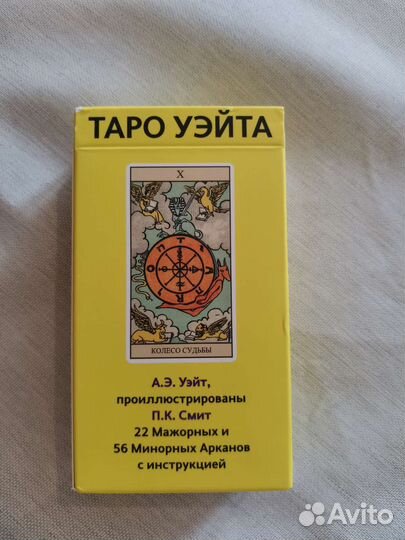 ТАРО УЭЙТА
X
КОЛЕСО СУДЬБЫ
А.Э. Уэйт,
проиллюстрированы
П.К. Смит
22 Мажорных и
56 Минорных Арканов
с инструкцией
Avito